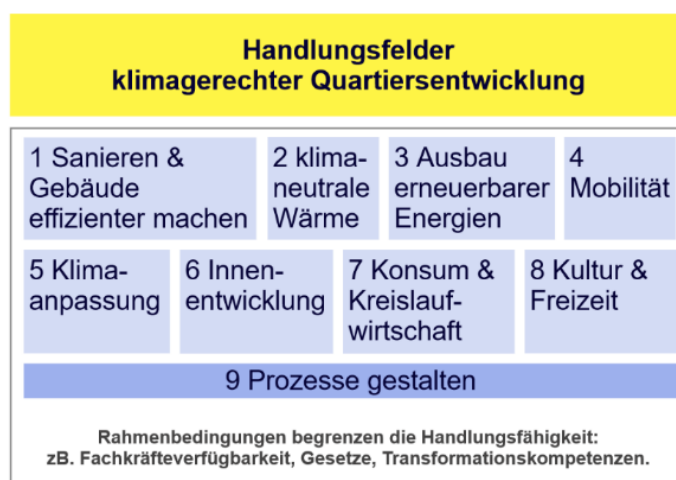 Handlungsfelder
klimagerechter Quartiersentwicklung
1 Sanieren &
Gebäude
effizienter machen
2 klima-
neutrale
Wärme
3 Ausbau
erneuerbarer
Energien
4
Mobilität
5 Klima-
anpassung
6 Innen-
entwicklung
7 Konsum &
Kreislauf-
wirtschaft
8 Kultur &
Freizeit
9 Prozesse gestalten
Rahmenbedingungen begrenzen die Handlungsfähigkeit:
zB. Fachkräfteverfügbarkeit, Gesetze, Transformationskompetenzen.